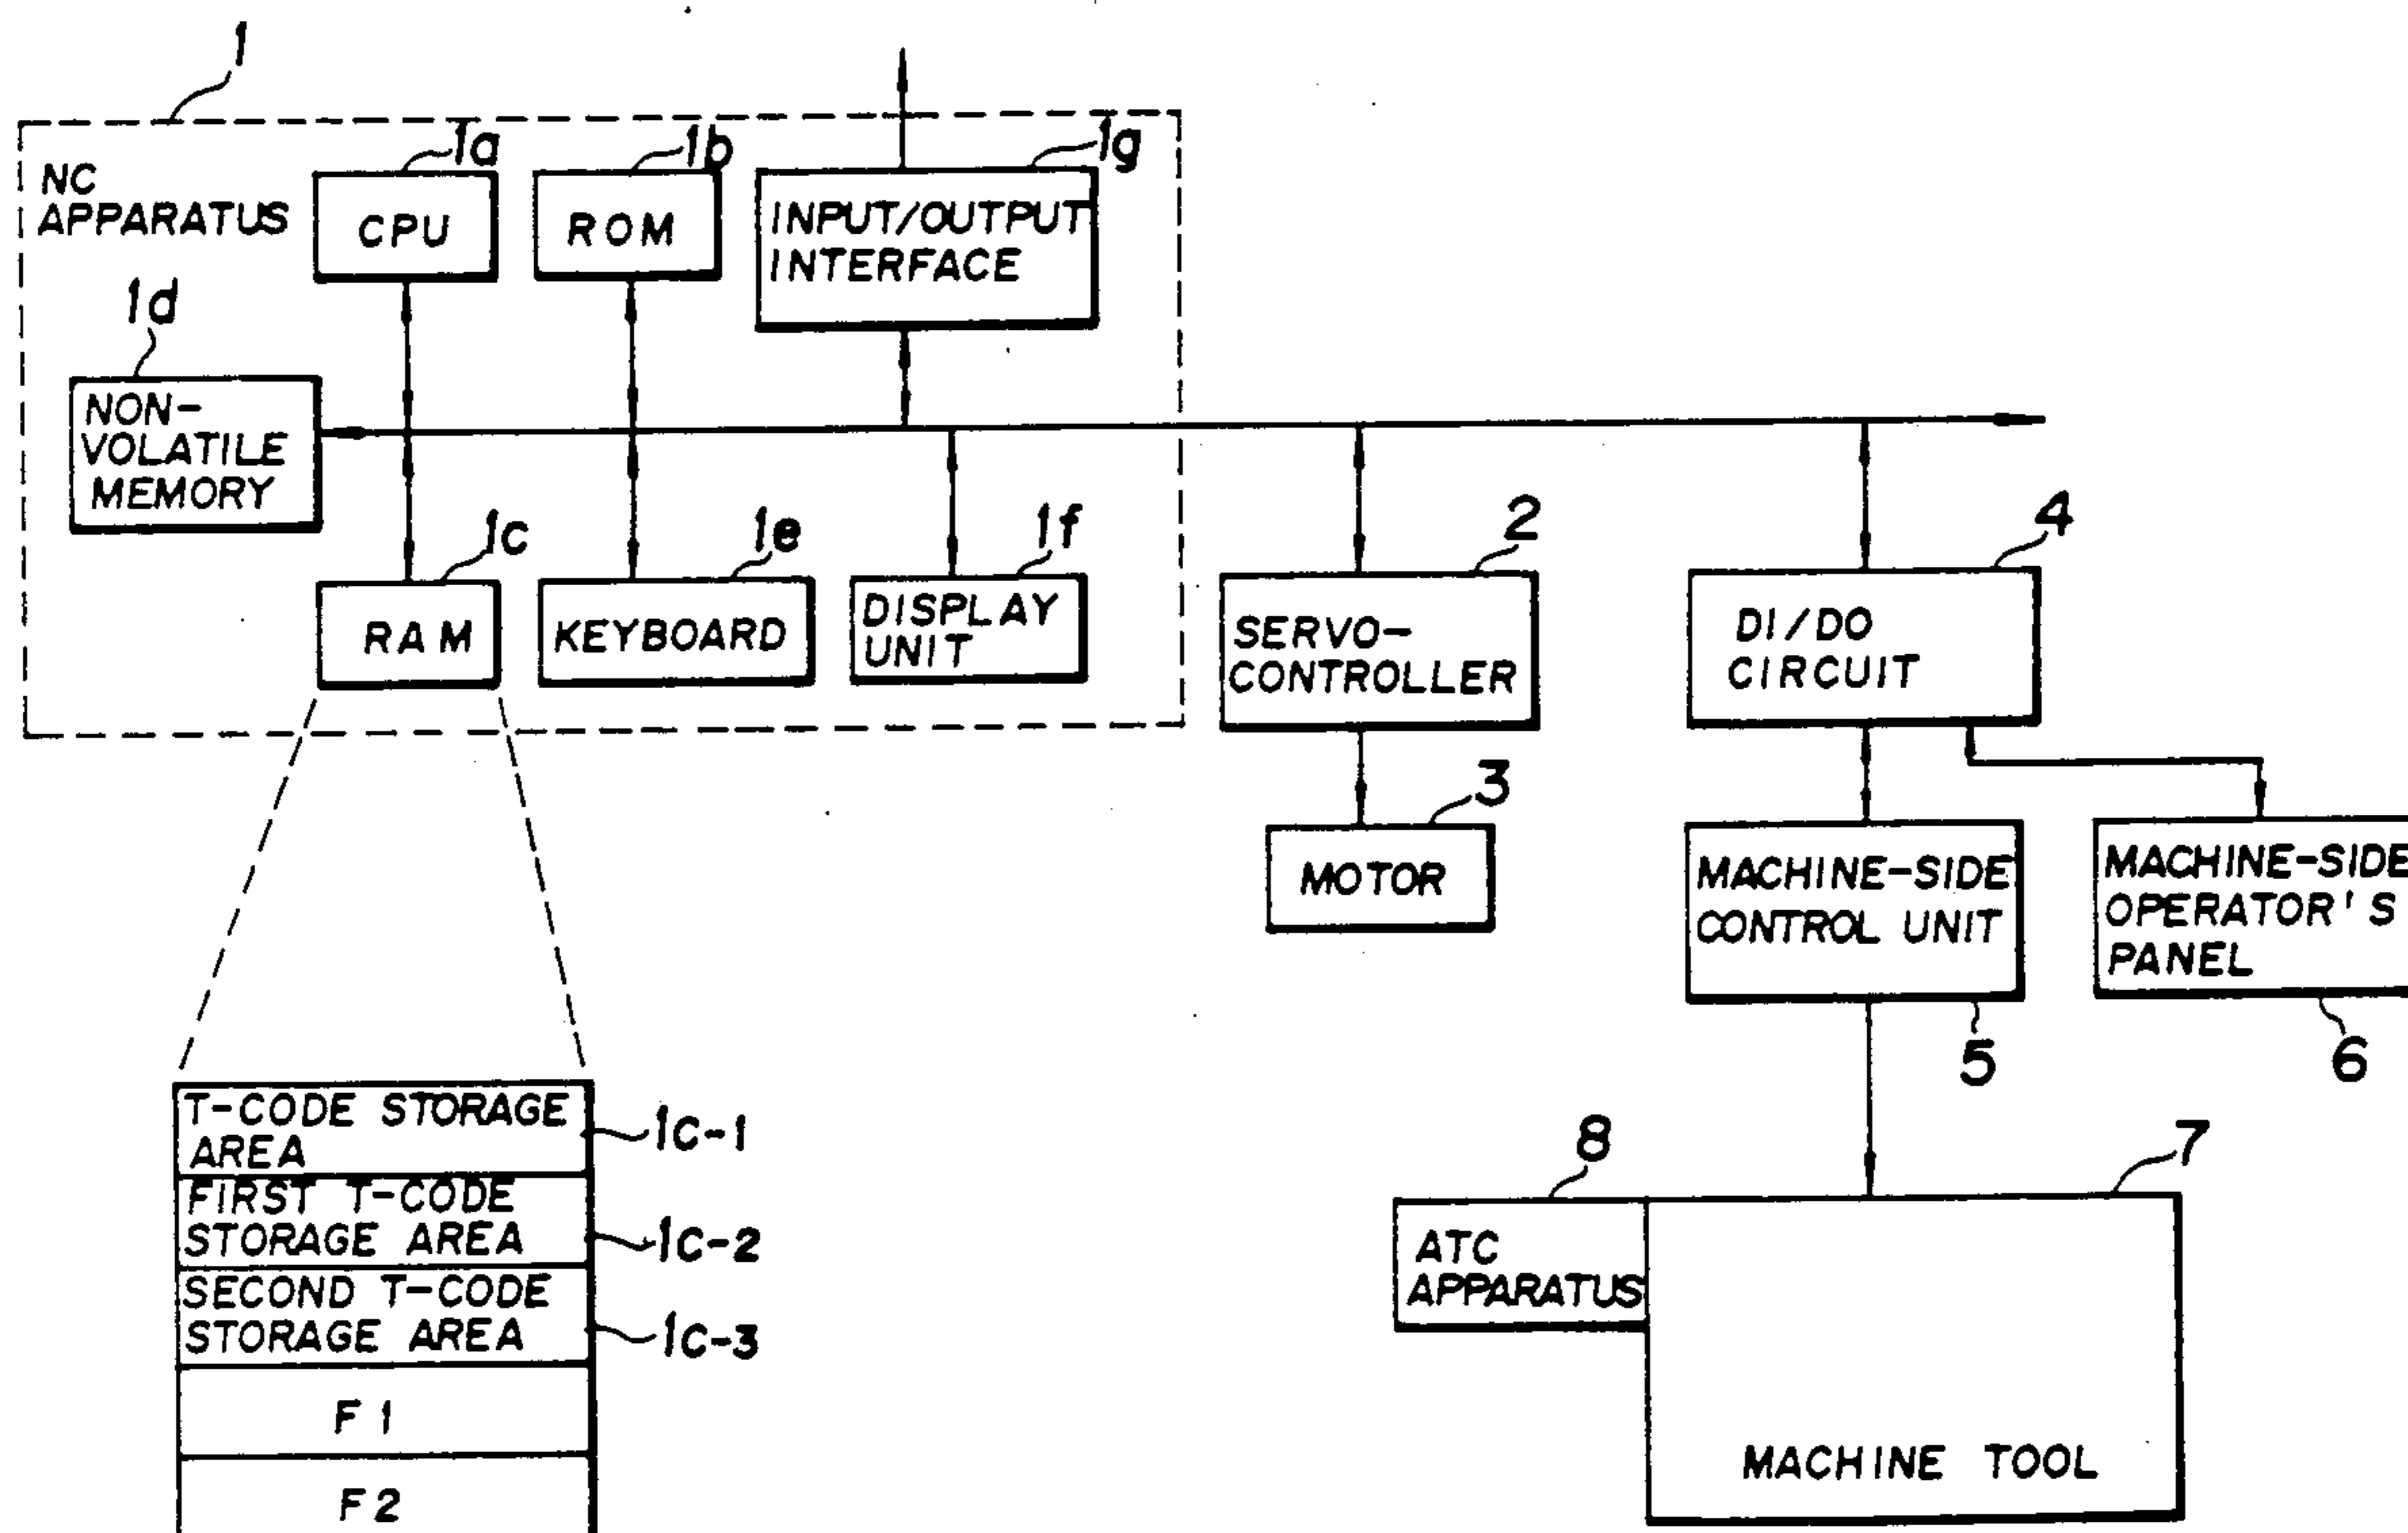 1
NC
APPARATUS
1a
CPU
1b
ROM
1g
INPUT/OUTPUT
INTERFACE
1d
NON-
VOLATILE
MEMORY
1c
RAM
1e
KEYBOARD
1f
DISPLAY
UNIT
2
SERVO-
CONTROLLER
4
DI/DO
CIRCUIT
3
MOTOR
MACHINE-SIDE
CONTROL UNIT
5
MACHINE-SIDE
OPERATOR'S
PANEL
6
T-CODE STORAGE
AREA
1c-1
FIRST T-CODE
STORAGE AREA
1c-2
SECOND T-CODE
STORAGE AREA
1c-3
F1
F2
8
ATC
APPARATUS
7
MACHINE TOOL